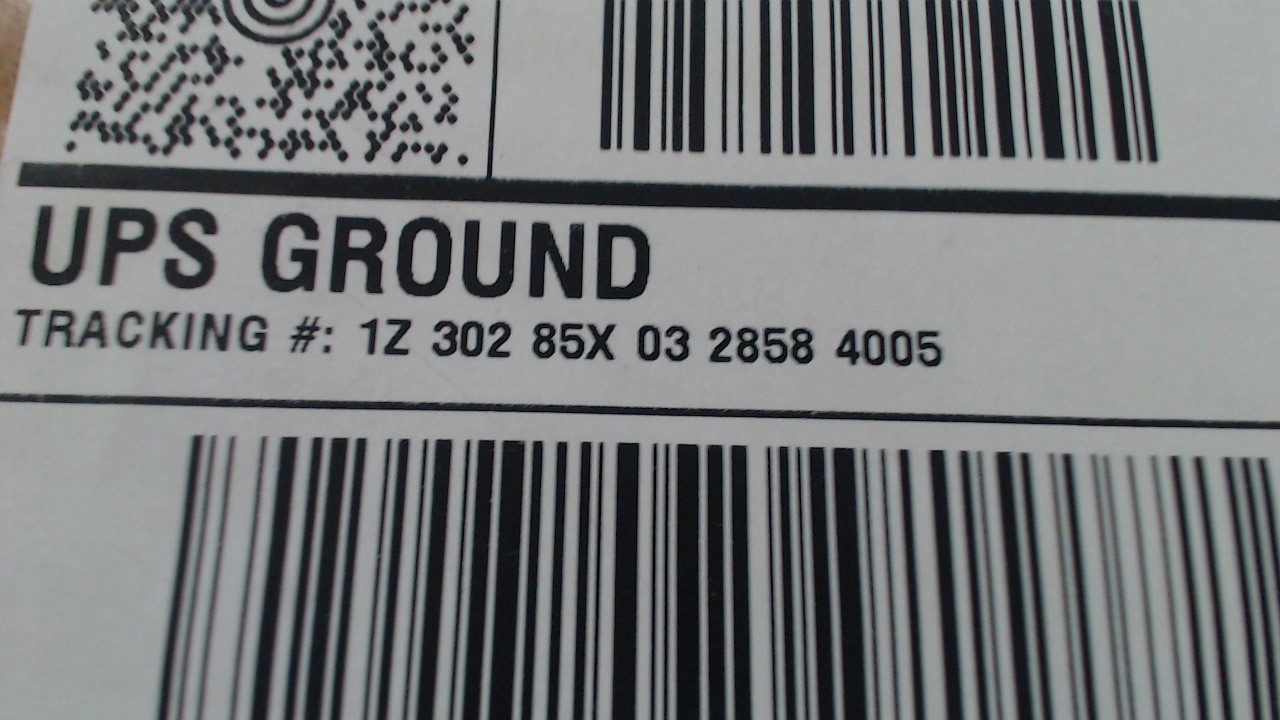 UPS GROUND
TRACKING #: 1Z 302 85X 03 2858 4005